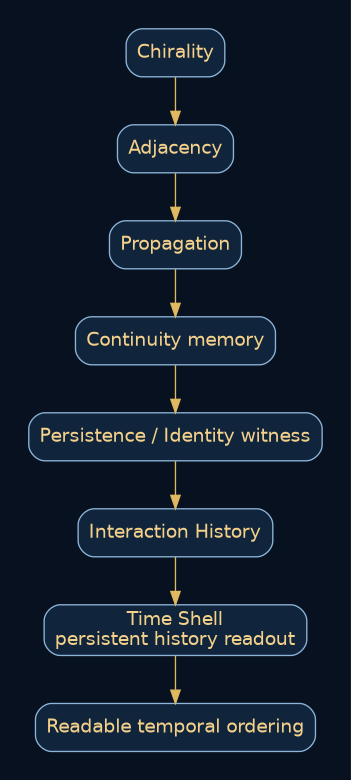 Chirality
Adjacency
Propagation
Continuity memory
Persistence / Identity witness
Interaction History
Time Shell
persistent history readout
Readable temporal ordering